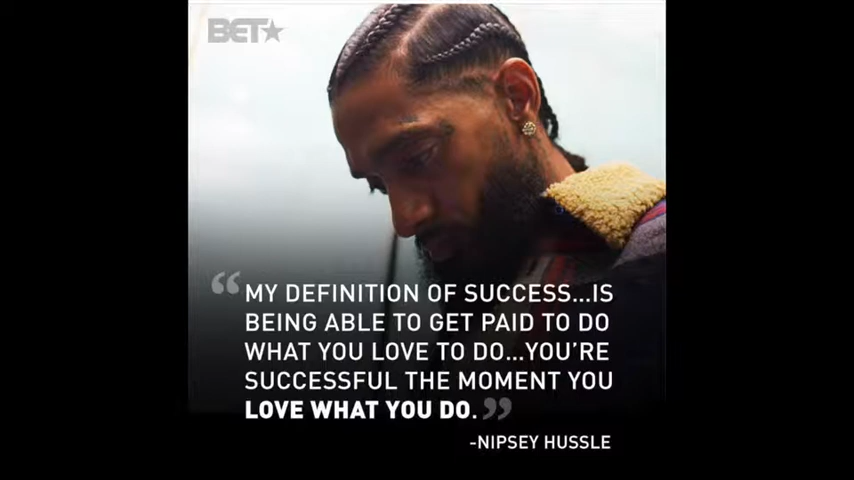 BET★
“MY DEFINITION OF SUCCESS...IS
BEING ABLE TO GET PAID TO DO
WHAT YOU LOVE TO DO...YOU'RE
SUCCESSFUL THE MOMENT YOU
LOVE WHAT YOU DO.”
-NIPSEY HUSSLE